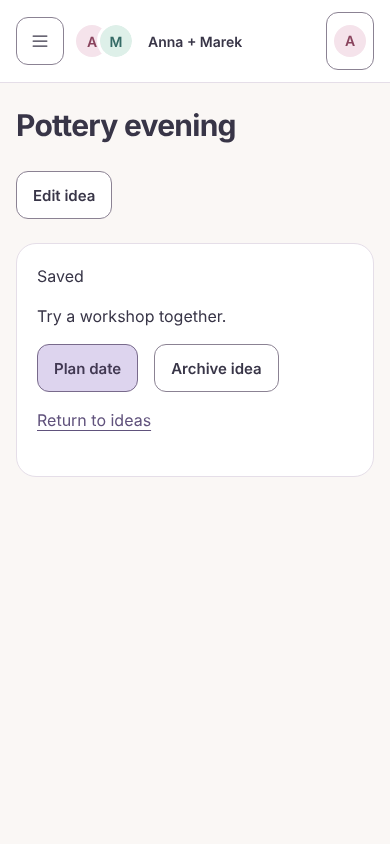 A M Anna + Marek A
Pottery evening
Edit idea
Saved
Try a workshop together.
Plan date Archive idea
Return to ideas